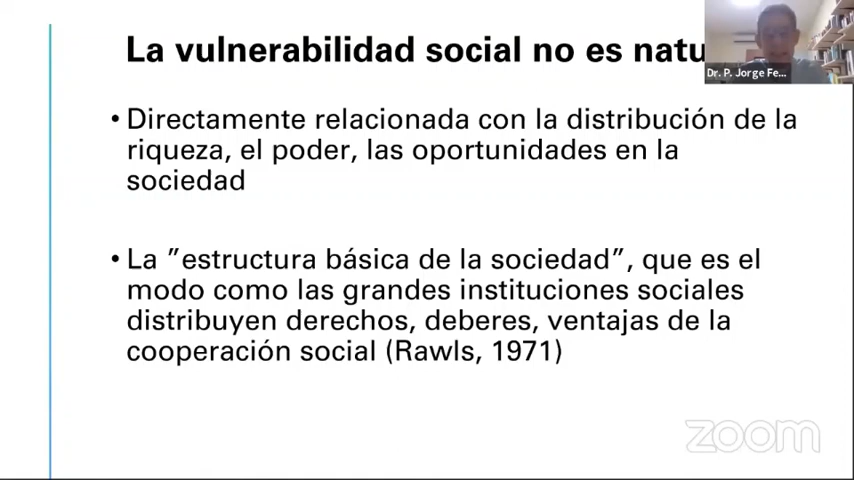 La vulnerabilidad social no es natu
Dr. P. Jorge Fe...
• Directamente relacionada con la distribución de la
riqueza, el poder, las oportunidades en la
sociedad
• La ”estructura básica de la sociedad”, que es el
modo como las grandes instituciones sociales
distribuyen derechos, deberes, ventajas de la
cooperación social (Rawls, 1971)
zoom